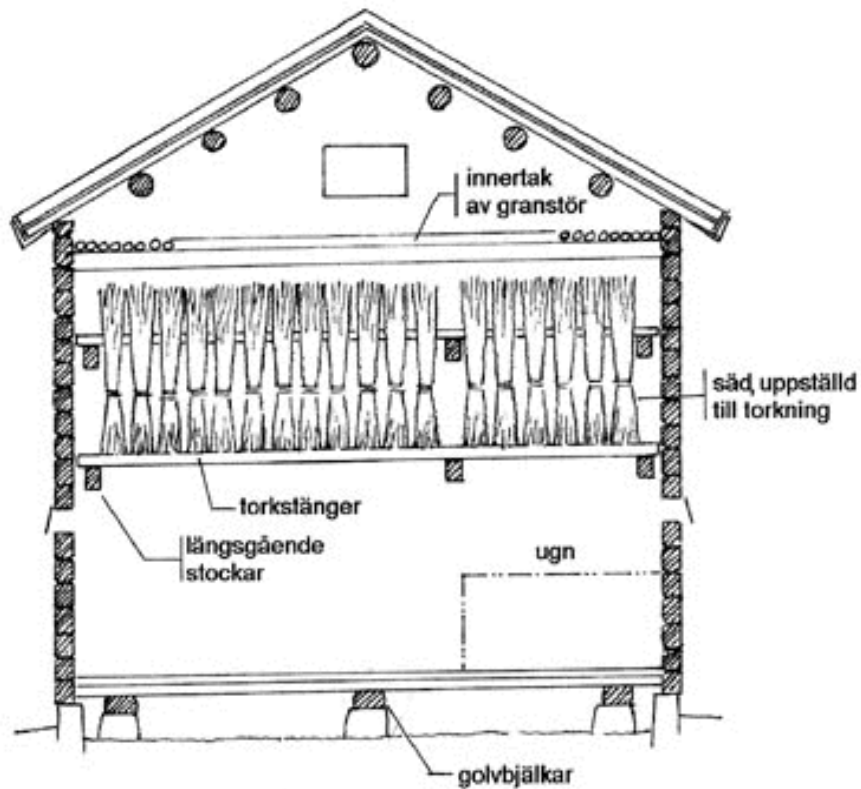 innertak
av granstör
säd, uppställd
till torkning
torkstänger
längsgående
stockar
ugn
golvbjälkar